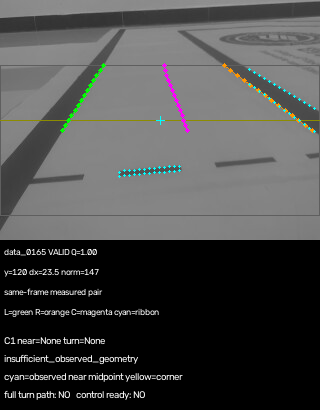 data_0165 VALID Q=1.00
y=120 dx=23.5 norm=147
same-frame measured pair
L=green R=orange C=magenta cyan=ribbon
C1 near=None turn=None
insufficient_observed_geometry
cyan=observed near midpoint yellow=corner
full turn path: NO control ready: NO